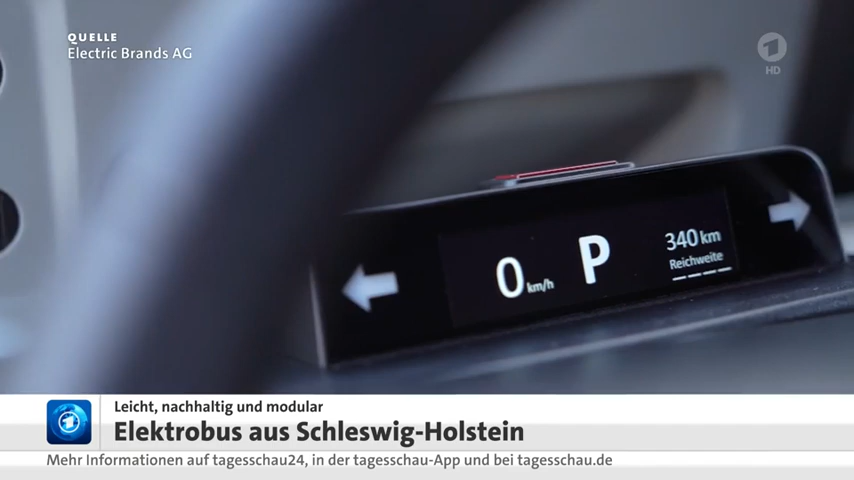 QUELLE
Electric Brands AG
1
HD
0 km/h
P
340 km
Reichweite
Leicht, nachhaltig und modular
Elektrobus aus Schleswig-Holstein
Mehr Informationen auf tagesschau24, in der tagesschau-App und bei tagesschau.de